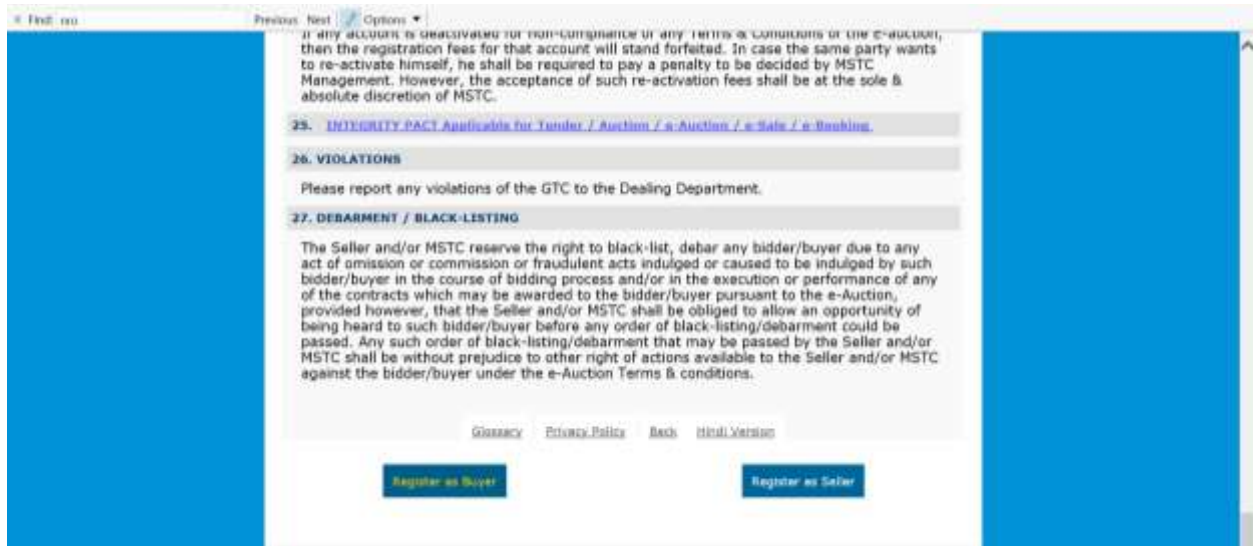 Find:
Previous Next Options
If any account is deactivated for non-compliance of any Terms & Conditions of the E-auction,
then the registration fees for that account will stand forfeited. In case the same party wants
to re-activate himself, he shall be required to pay a penalty to be decided by MSTC
Management. However, the acceptance of such re-activation fees shall be at the sole &
absolute discretion of MSTC.
25. INTEGRITY PACT Applicable for Tender / Auction / e-Auction / e-Sale / e-Booking.
26. VIOLATIONS
Please report any violations of the GTC to the Dealing Department.
27. DEBARMENT / BLACK-LISTING
The Seller and/or MSTC reserve the right to black-list, debar any bidder/buyer due to any
act of omission or commission or fraudulent acts indulged or caused to be indulged by such
bidder/buyer in the course of bidding process and/or in the execution or performance of any
of the contracts which may be awarded to the bidder/buyer pursuant to the e-Auction,
provided however, that the Seller and/or MSTC shall be obliged to allow an opportunity of
being heard to such bidder/buyer before any order of black-listing/debarment could be
passed. Any such order of black-listing/debarment that may be passed by the Seller and/or
MSTC shall be without prejudice to other right of actions available to the Seller and/or MSTC
against the bidder/buyer under the e-Auction Terms & conditions.
Glossary Privacy Policy Back Hindi Version
Register as Buyer Register as Seller